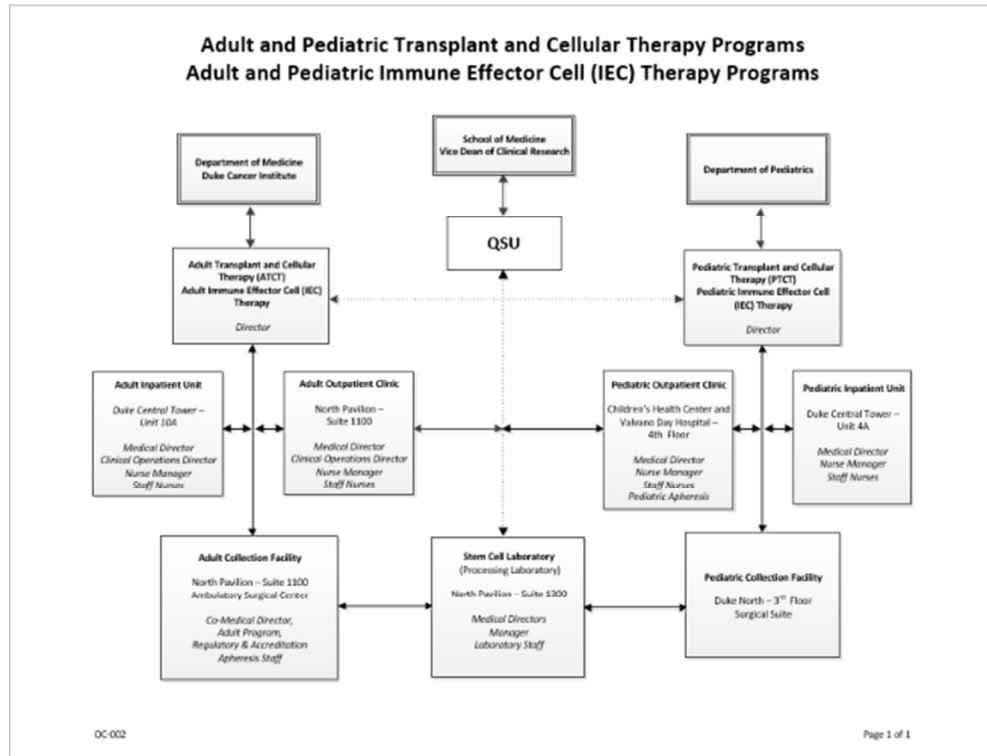 Adult and Pediatric Transplant and Cellular Therapy Programs
Adult and Pediatric Immune Effector Cell (IEC) Therapy Programs
Department of Medicine
Duke Cancer Institute
School of Medicine
Vice Dean of Clinical Research
Department of Pediatrics
QSU
Adult Transplant and Cellular
Therapy (ATCT)
Adult Immune Effector Cell (IEC)
Therapy
Director
Pediatric Transplant and Cellular
Therapy (PTCT)
Pediatric Immune Effector Cell
(IEC) Therapy
Director
Adult Inpatient Unit
Duke Central Tower –
Unit 10A
Medical Director
Clinical Operations Director
Nurse Manager
Staff Nurses
Adult Outpatient Clinic
North Pavilion –
Suite 1100
Medical Director
Clinical Operations Director
Nurse Manager
Staff Nurses
Pediatric Outpatient Clinic
Children's Health Center and
Valvano Day Hospital –
4th Floor
Medical Director
Nurse Manager
Staff Nurses
Pediatric Apheresis
Pediatric Inpatient Unit
Duke Central Tower –
Unit 4A
Medical Director
Nurse Manager
Staff Nurses
Adult Collection Facility
North Pavilion – Suite 1100
Ambulatory Surgical Center
Co-Medical Director,
Adult Program,
Regulatory & Accreditation
Apheresis Staff
Stem Cell Laboratory
(Processing Laboratory)
North Pavilion – Suite 1300
Medical Directors
Manager
Laboratory Staff
Pediatric Collection Facility
Duke North – 3rd Floor
Surgical Suite
OC-002
Page 1 of 1